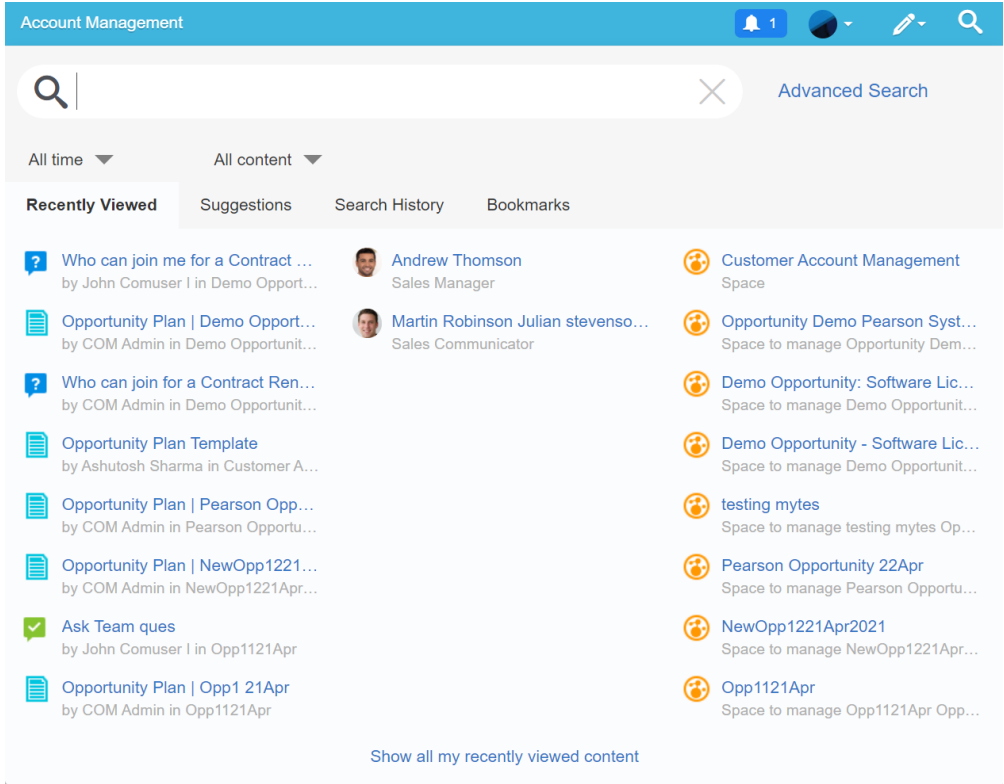 Account Management
1
Advanced Search
All time
All content
Recently Viewed
Suggestions
Search History
Bookmarks
Who can join me for a Contract ...
by John Comuser I in Demo Opport...
Opportunity Plan | Demo Opport...
by COM Admin in Demo Opportunit...
Who can join for a Contract Ren...
by COM Admin in Demo Opportunit...
Opportunity Plan Template
by Ashutosh Sharma in Customer A...
Opportunity Plan | Pearson Opp...
by COM Admin in Pearson Opportu...
Opportunity Plan | NewOpp1221...
by COM Admin in NewOpp1221Apr...
Ask Team ques
by John Comuser I in Opp1121Apr
Opportunity Plan | Opp1 21Apr
by COM Admin in Opp1121Apr
Andrew Thomson
Sales Manager
Martin Robinson Julian stevenso...
Sales Communicator
Customer Account Management
Space
Opportunity Demo Pearson Syst...
Space to manage Opportunity Dem...
Demo Opportunity: Software Lic...
Space to manage Demo Opportunit...
Demo Opportunity - Software Lic...
Space to manage Demo Opportunit...
testing mytes
Space to manage testing mytes Op...
Pearson Opportunity 22Apr
Space to manage Pearson Opportu...
NewOpp1221Apr2021
Space to manage NewOpp1221Apr...
Opp1121Apr
Space to manage Opp1121Apr Opp...
Show all my recently viewed content